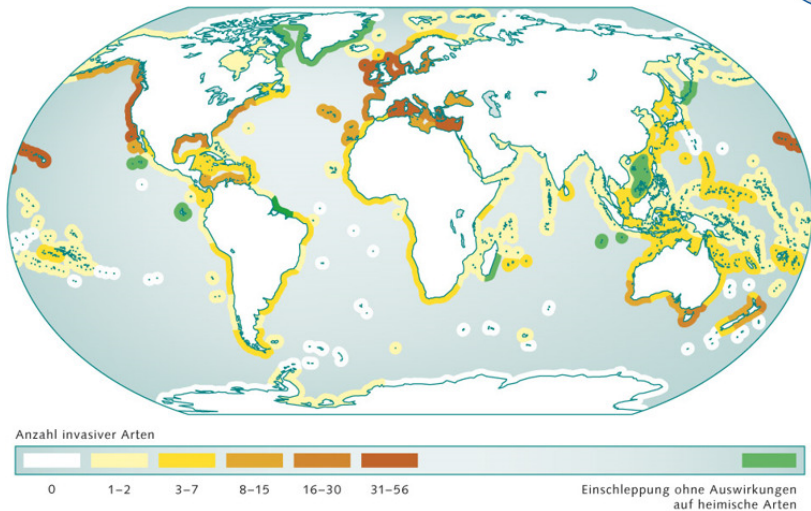 Anzahl invasiver Arten
0 1–2 3–7 8–15 16–30 31–56 Einschleppung ohne Auswirkungen
auf heimische Arten